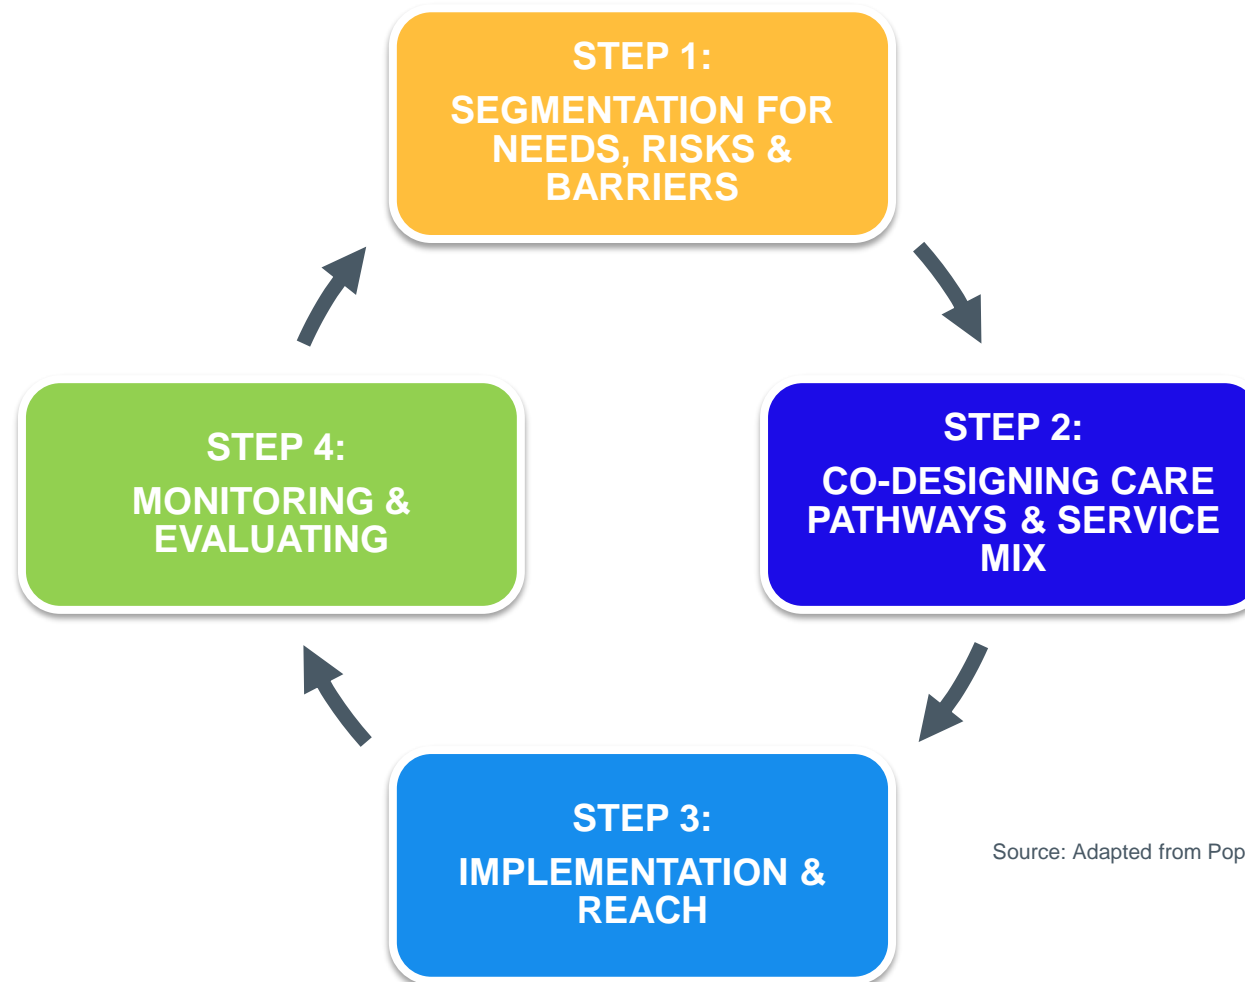 STEP 1:
SEGMENTATION FOR
NEEDS, RISKS &
BARRIERS
STEP 4:
MONITORING &
EVALUATING
STEP 2:
CO-DESIGNING CARE
PATHWAYS & SERVICE
MIX
STEP 3:
IMPLEMENTATION &
REACH
Source: Adapted from Pop